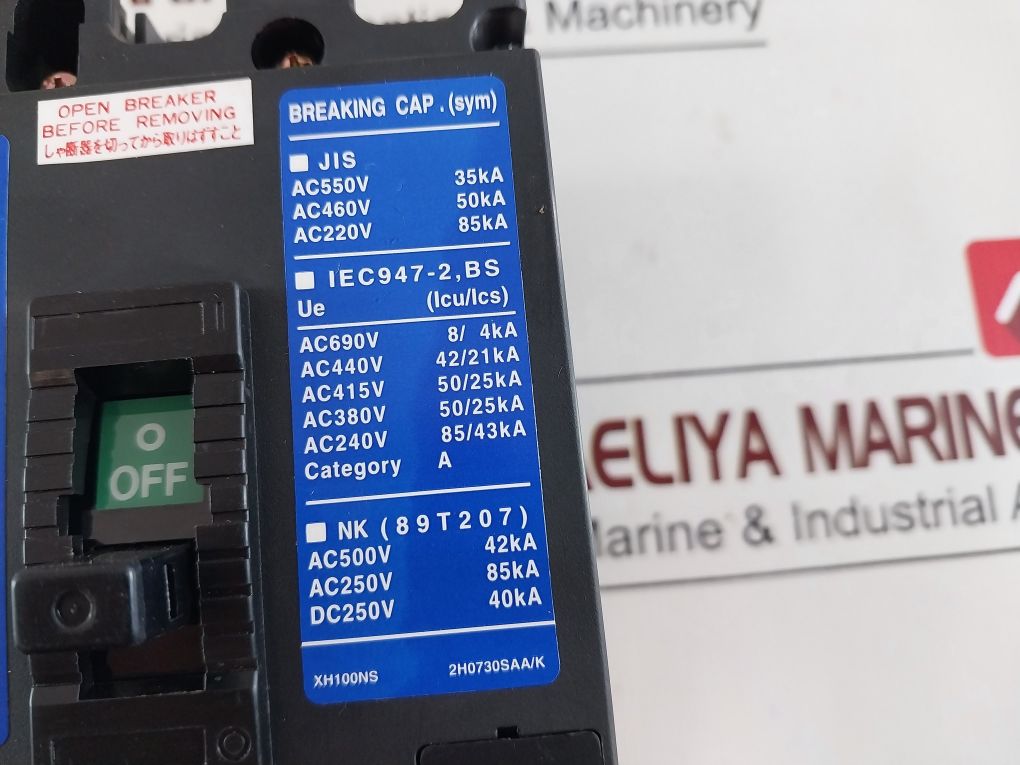 Machinery
OPEN BREAKER
BEFORE REMOVING
しゃ断器を切ってから取りはずすこと
BREAKING CAP. (sym)
JIS
AC550V 35kA
AC460V 50kA
AC220V 85kA
IEC947-2,BS
Ue (Icu/Ics)
AC690V 8/ 4kA
AC440V 42/21kA
AC415V 50/25kA
AC380V 50/25kA
AC240V 85/43kA
Category A
NK (89T207)
AC500V 42kA
AC250V 85kA
DC250V 40kA
XH100NS 2H0730SAA/K
O
OFF
AELIYA MARINE
Marine & Industrial A